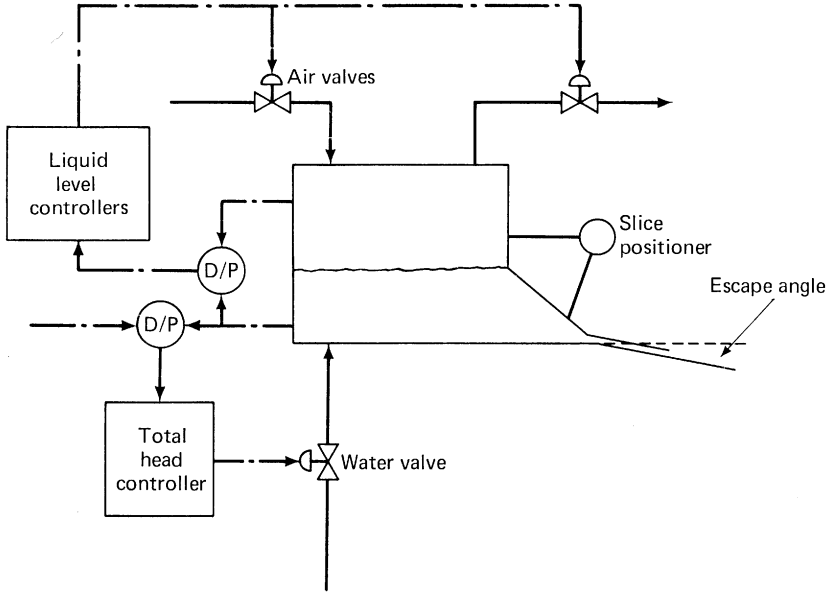 Air valves
Liquid
level
controllers
Slice
positioner
D/P
Escape angle
D/P
Total
head
controller
Water valve